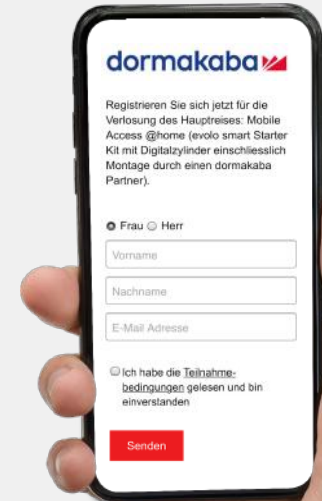 dormakaba
Registrieren Sie sich jetzt für die
Verlosung des Hauptreises: Mobile
Access @home (evolo smart Starter
Kit mit Digitalzylinder einschliesslich
Montage durch einen dormakaba
Partner).
Frau Herr
Vorname
Nachname
E-Mail Adresse
Ich habe die Teilnahme-
bedingungen gelesen und bin
einverstanden
Senden